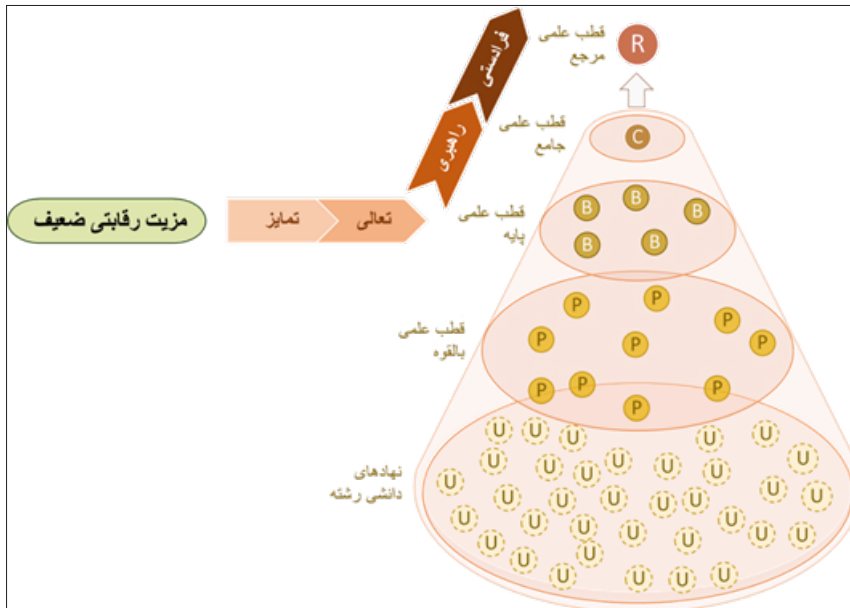 قطب علمی
مرجع
R
فرادستی
راهبری
قطب علمی
جامع
C
مزیت رقابتی ضعیف
تمایز
تعالی
قطب علمی
پایه
B B B
B B
قطب علمی
بالقوه
P P P
P P P
P P P P
نهادهای
دانشی رشته
U U U U U
U U U U U U U
U U U U U U U U
U U U U U U U U
U U U
U U U U